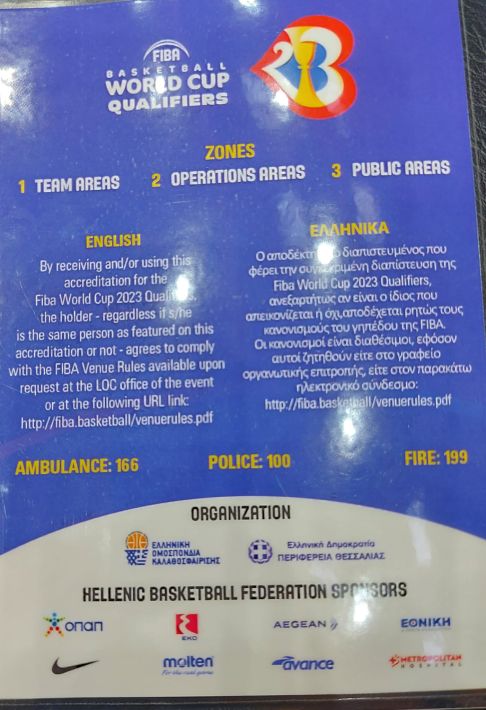 FIBA
BASKETBALL
WORLD CUP
QUALIFIERS
23
ZONES
1 TEAM AREAS 2 OPERATIONS AREAS 3 PUBLIC AREAS
ENGLISH
By receiving and/or using this
accreditation for the
Fiba World Cup 2023 Qualifiers,
the holder - regardless if s/he
is the same person as featured on this
accreditation or not - agrees to comply
with the FIBA Venue Rules available upon
request at the LOC office of the event
or at the following URL link:
http://fiba.basketball/venuerules.pdf
ΕΛΛΗΝΙΚΑ
Ο αποδέκτης διαπιστευμένος που
φέρει την συγκεκριμένη διαπίστευση της
Fiba World Cup 2023 Qualifiers,
ανεξαρτήτως αν είναι ο ίδιος που
απεικονίζεται ή όχι,αποδέχεται ρητώς τους
κανονισμούς του γηπέδου της FIBA.
Οι κανονισμοί είναι διαθέσιμοι, εφόσον
αυτοί ζητηθούν είτε στο γραφείο
οργανωτικής επιτροπής, είτε στον παρακάτω
ηλεκτρονικό σύνδεσμο:
http://fiba.basketball/venuerules.pdf
AMBULANCE: 166 POLICE: 100 FIRE: 199
ORGANIZATION
ΕΛΛΗΝΙΚΗ
ΟΜΟΣΠΟΝΔΙΑ
ΚΑΛΑΘΟΣΦΑΙΡΙΣΗΣ
Ελληνική Δημοκρατία
ΠΕΡΙΦΕΡΕΙΑ ΘΕΣΣΑΛΙΑΣ
HELLENIC BASKETBALL FEDERATION SPONSORS
οπαπ EKO AEGEAN ΕΘΝΙΚΗ
molten avance METROPOLITAN
For the real game HOSPITAL